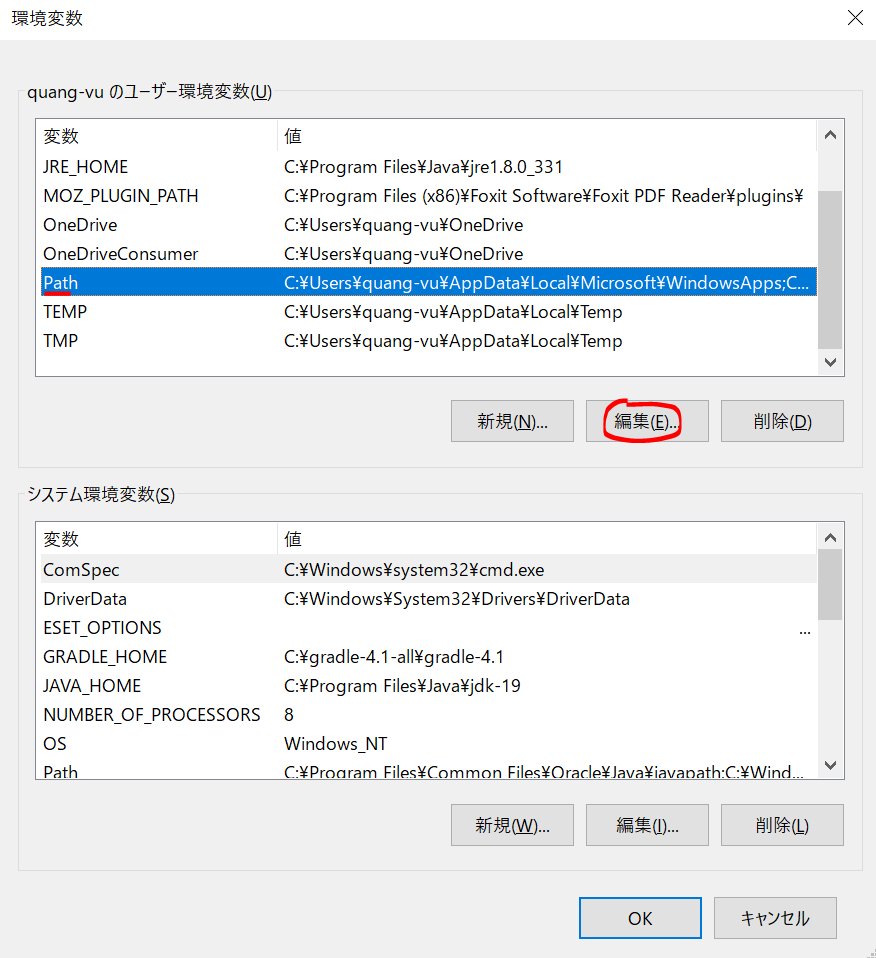 環境変数
quang-vu のユーザー環境変数(U)
変数 値
JRE_HOME C:¥Program Files¥Java¥jre1.8.0_331
MOZ_PLUGIN_PATH C:¥Program Files (x86)¥Foxit Software¥Foxit PDF Reader¥plugins¥
OneDrive C:¥Users¥quang-vu¥OneDrive
OneDriveConsumer C:¥Users¥quang-vu¥OneDrive
Path C:¥Users¥quang-vu¥AppData¥Local¥Microsoft¥WindowsApps;C...
TEMP C:¥Users¥quang-vu¥AppData¥Local¥Temp
TMP C:¥Users¥quang-vu¥AppData¥Local¥Temp
新規(N)... 編集(E)... 削除(D)
システム環境変数(S)
変数 値
ComSpec C:¥Windows¥system32¥cmd.exe
DriverData C:¥Windows¥System32¥Drivers¥DriverData
ESET_OPTIONS ...
GRADLE_HOME C:¥gradle-4.1-all¥gradle-4.1
JAVA_HOME C:¥Program Files¥Java¥jdk-19
NUMBER_OF_PROCESSORS 8
OS Windows_NT
Path C:¥Program Files¥Common Files¥Oracle¥Java¥javapath;C:¥Wind...
新規(W)... 編集(I)... 削除(L)
OK キャンセル